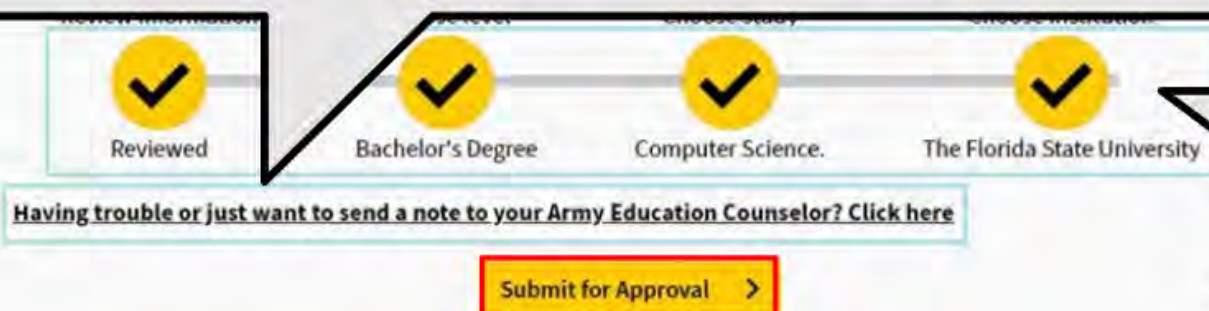 Reviewed Bachelor's Degree Computer Science. The Florida State University
Having trouble or just want to send a note to your Army Education Counselor? Click here
Submit for Approval